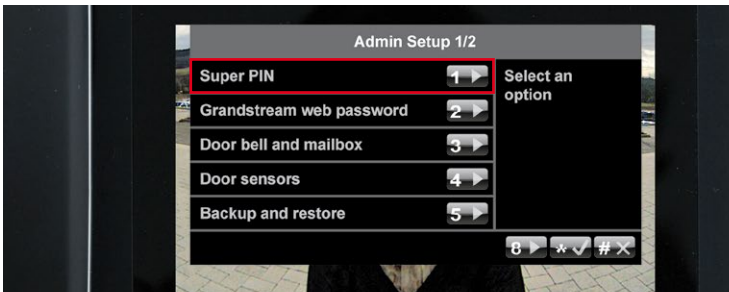 Admin Setup 1/2
Super PIN 1
Select an
option
Grandstream web password 2
Door bell and mailbox 3
Door sensors 4
Backup and restore 5
8 * #